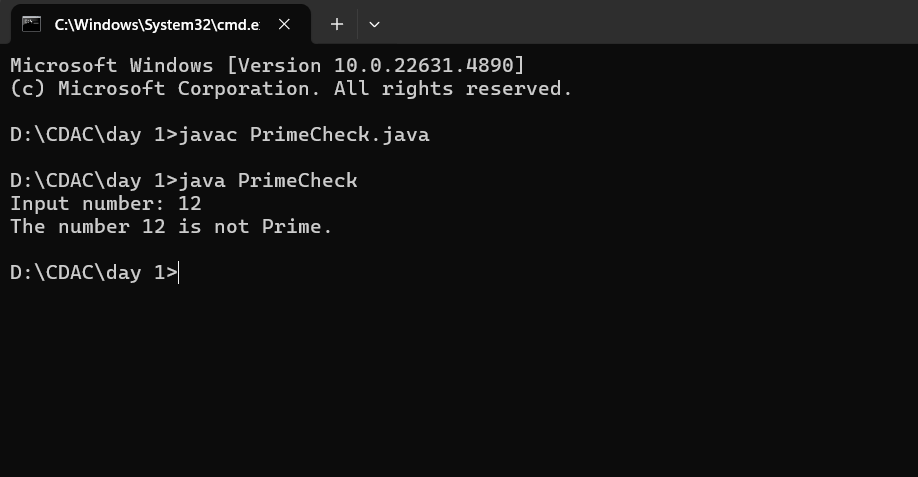 C:\Windows\System32\cmd.e
Microsoft Windows [Version 10.0.22631.4890]
(c) Microsoft Corporation. All rights reserved.
D:\CDAC\day 1>javac PrimeCheck.java
D:\CDAC\day 1>java PrimeCheck
Input number: 12
The number 12 is not Prime.
D:\CDAC\day 1>